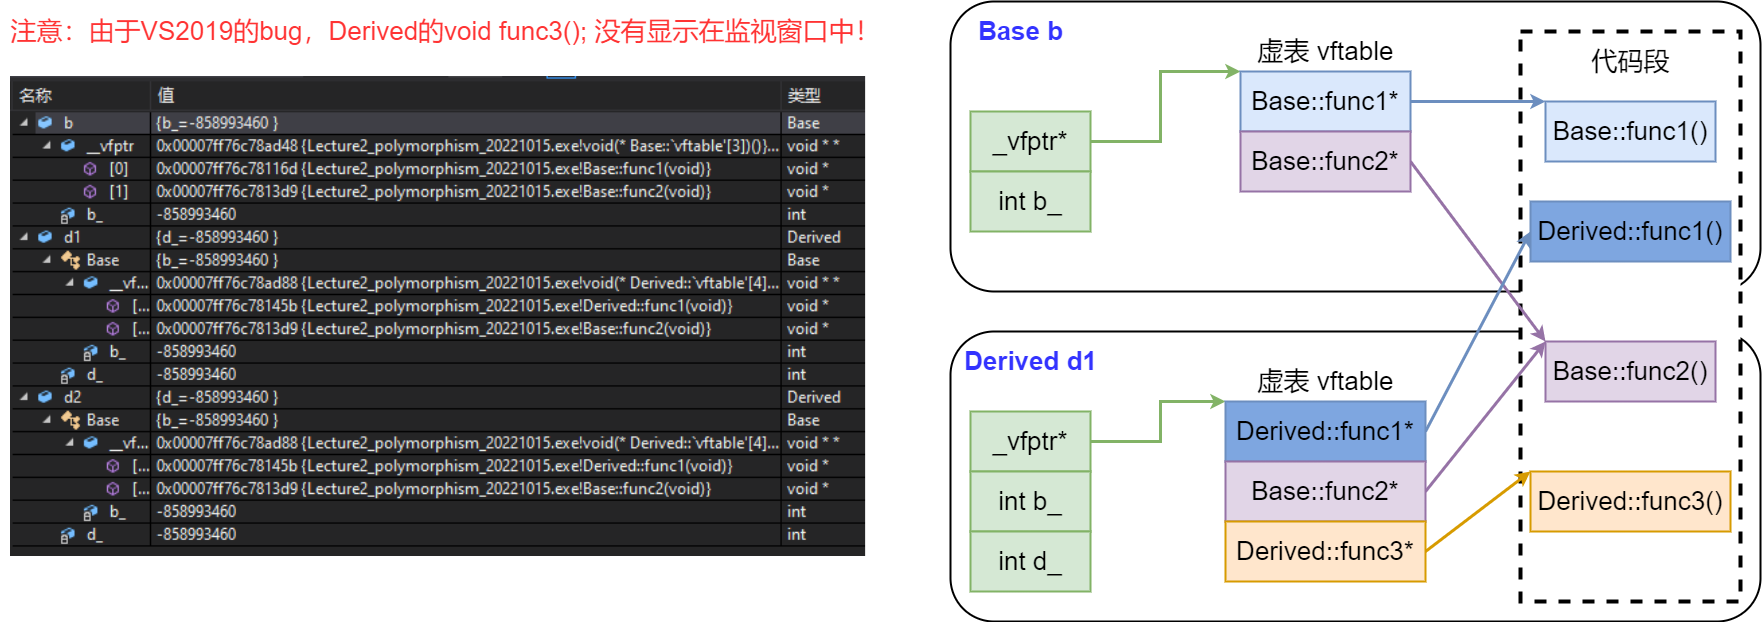 注意：由于VS2019的bug，Derived的void func3(); 没有显示在监视窗口中！
名称 值 类型
b {b_=-858993460 } Base
__vfptr 0x00007ff76c78ad48 {Lecture2_polymorphism_20221015.exe!void(* Base::`vftable'[3])()}... void * *
[0] 0x00007ff76c78116d {Lecture2_polymorphism_20221015.exe!Base::func1(void)} void *
[1] 0x00007ff76c7813d9 {Lecture2_polymorphism_20221015.exe!Base::func2(void)} void *
b_ -858993460 int
d1 {d_=-858993460 } Derived
Base {b_=-858993460 } Base
__vf... 0x00007ff76c78ad88 {Lecture2_polymorphism_20221015.exe!void(* Derived::`vftable'[4]... void * *
[... 0x00007ff76c78145b {Lecture2_polymorphism_20221015.exe!Derived::func1(void)} void *
[... 0x00007ff76c7813d9 {Lecture2_polymorphism_20221015.exe!Base::func2(void)} void *
b_ -858993460 int
d_ -858993460 int
d2 {d_=-858993460 } Derived
Base {b_=-858993460 } Base
__vf... 0x00007ff76c78ad88 {Lecture2_polymorphism_20221015.exe!void(* Derived::`vftable'[4]... void * *
[... 0x00007ff76c78145b {Lecture2_polymorphism_20221015.exe!Derived::func1(void)} void *
[... 0x00007ff76c7813d9 {Lecture2_polymorphism_20221015.exe!Base::func2(void)} void *
b_ -858993460 int
d_ -858993460 int
Base b
虚表 vftable
_vfptr*
int b_
Base::func1*
Base::func2*
代码段
Base::func1()
Derived::func1()
Base::func2()
Derived::func3()
Derived d1
虚表 vftable
_vfptr*
int b_
int d_
Derived::func1*
Base::func2*
Derived::func3*